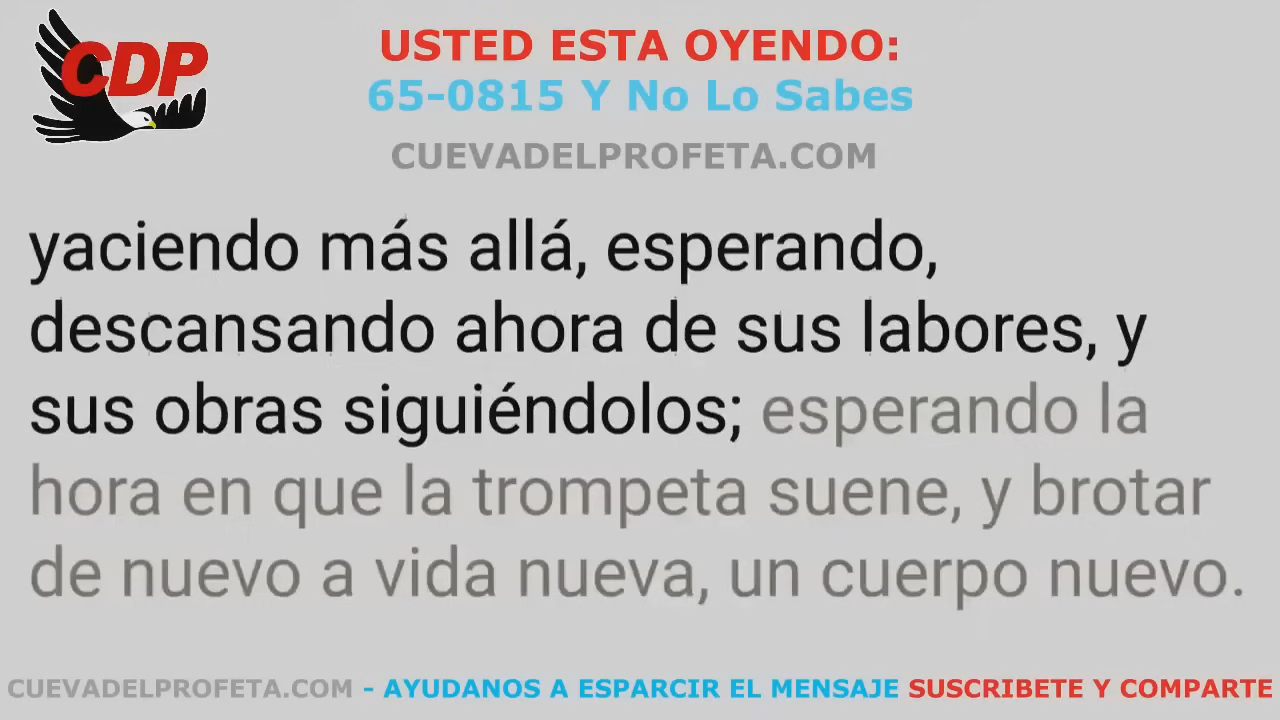 CDP
USTED ESTA OYENDO:
65-0815 Y No Lo Sabes
CUEVADELPROFETA.COM
yaciendo más allá, esperando,
descansando ahora de sus labores, y
sus obras siguiéndolos; esperando la
hora en que la trompeta suene, y brotar
de nuevo a vida nueva, un cuerpo nuevo.
CUEVADELPROFETA.COM - AYUDANOS A ESPARCIR EL MENSAJE SUSCRIBETE Y COMPARTE